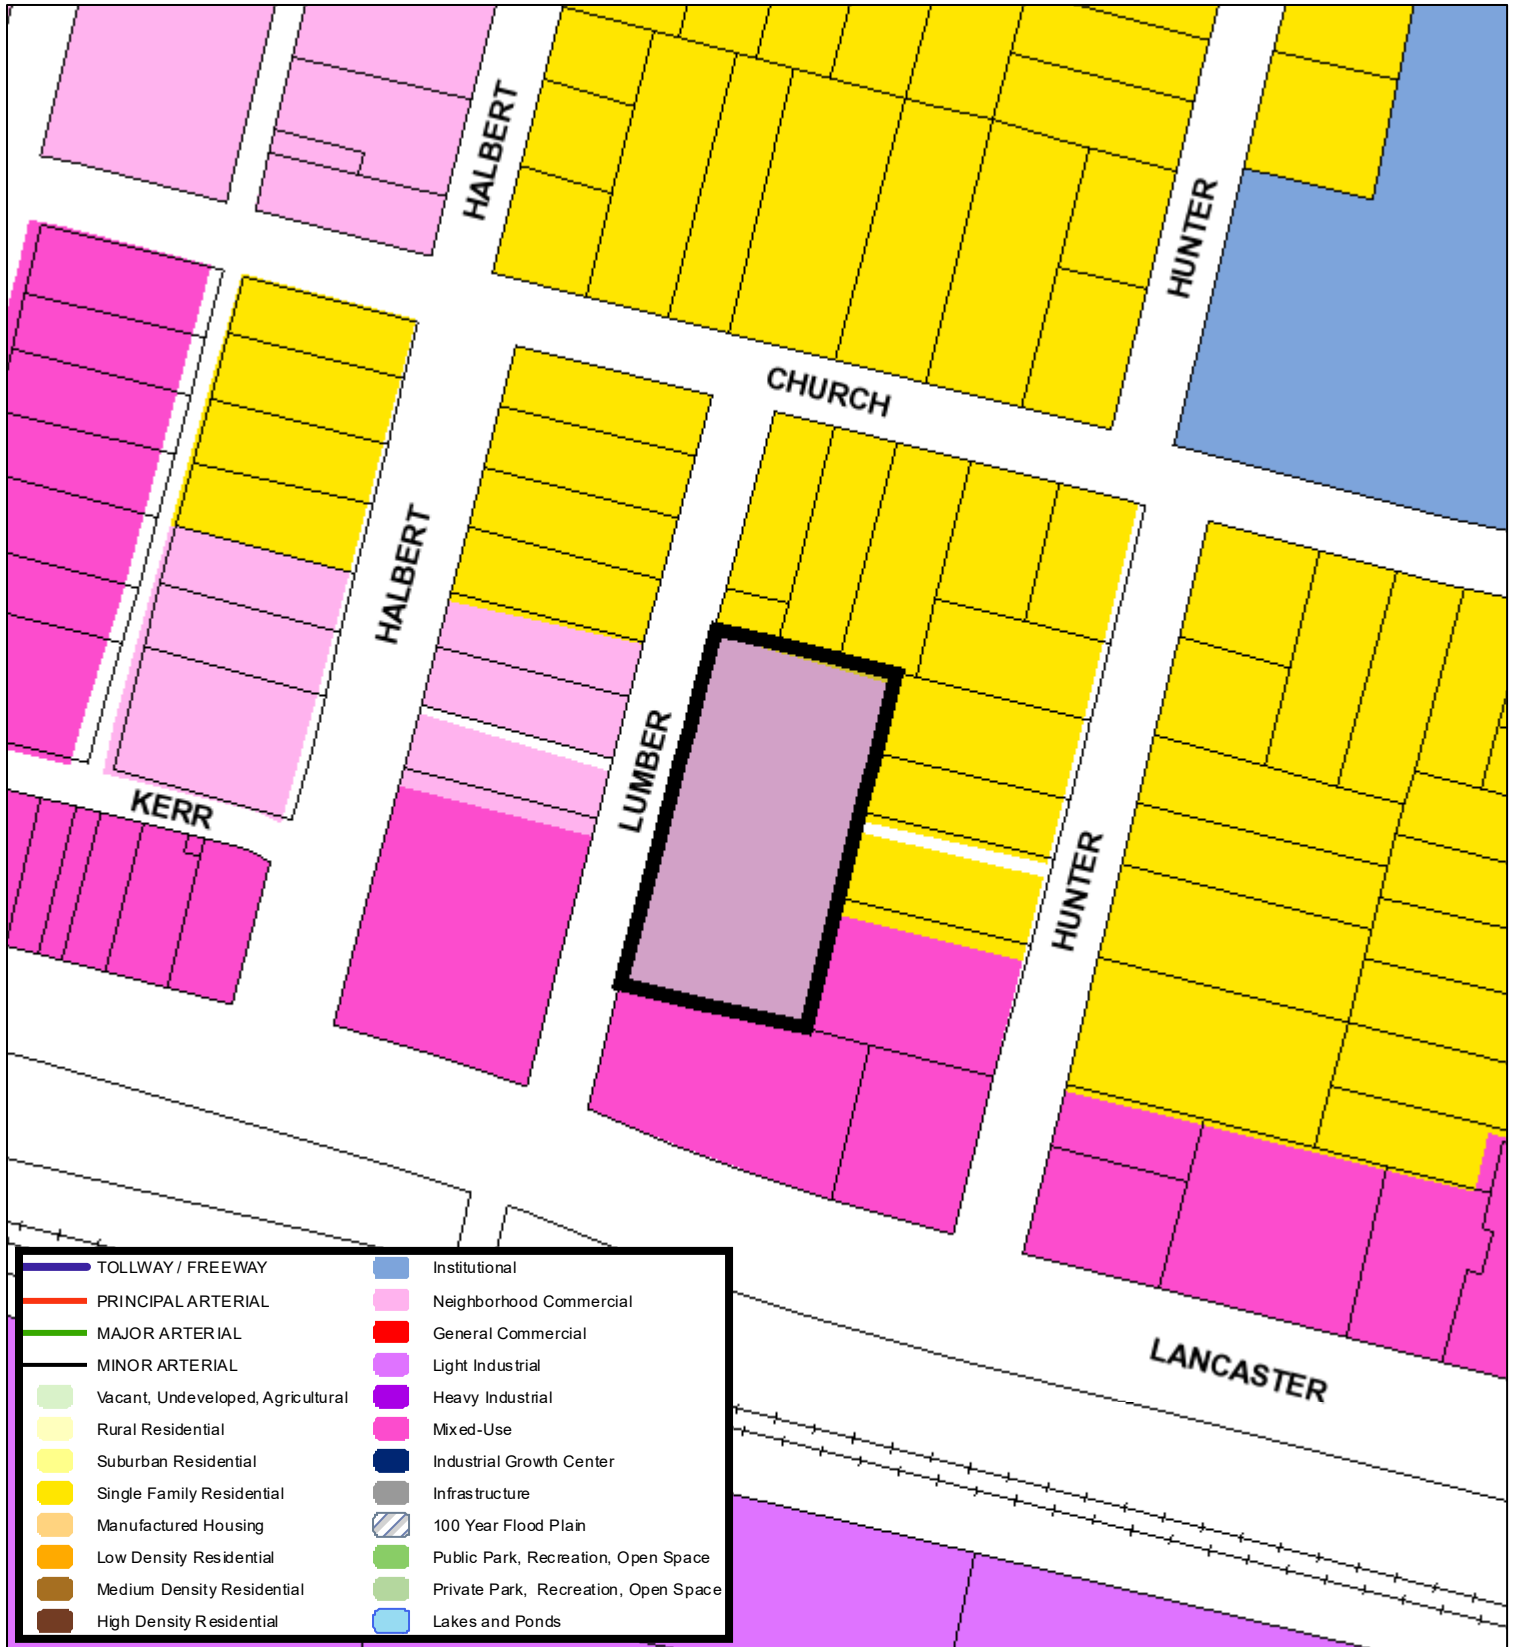 HALBERT
HUNTER
CHURCH
HALBERT
LUMBER
KERR
HUNTER
LANCASTER
TOLLWAY / FREEWAY
PRINCIPAL ARTERIAL
MAJOR ARTERIAL
MINOR ARTERIAL
Vacant, Undeveloped, Agricultural
Rural Residential
Suburban Residential
Single Family Residential
Manufactured Housing
Low Density Residential
Medium Density Residential
High Density Residential
Institutional
Neighborhood Commercial
General Commercial
Light Industrial
Heavy Industrial
Mixed-Use
Industrial Growth Center
Infrastructure
100 Year Flood Plain
Public Park, Recreation, Open Space
Private Park, Recreation, Open Space
Lakes and Ponds